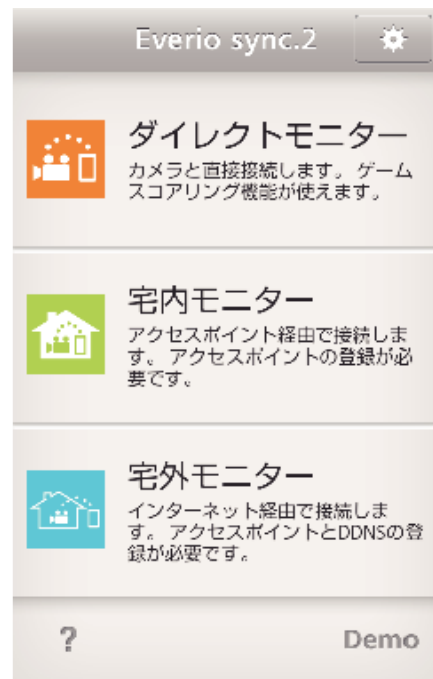 Everio sync.2
ダイレクトモニター
カメラと直接接続します。ゲーム
スコアリング機能が使えます。
宅内モニター
アクセスポイント経由で接続しま
す。アクセスポイントの登録が必
要です。
宅外モニター
インターネット経由で接続しま
す。アクセスポイントとDDNSの登
録が必要です。
?
Demo